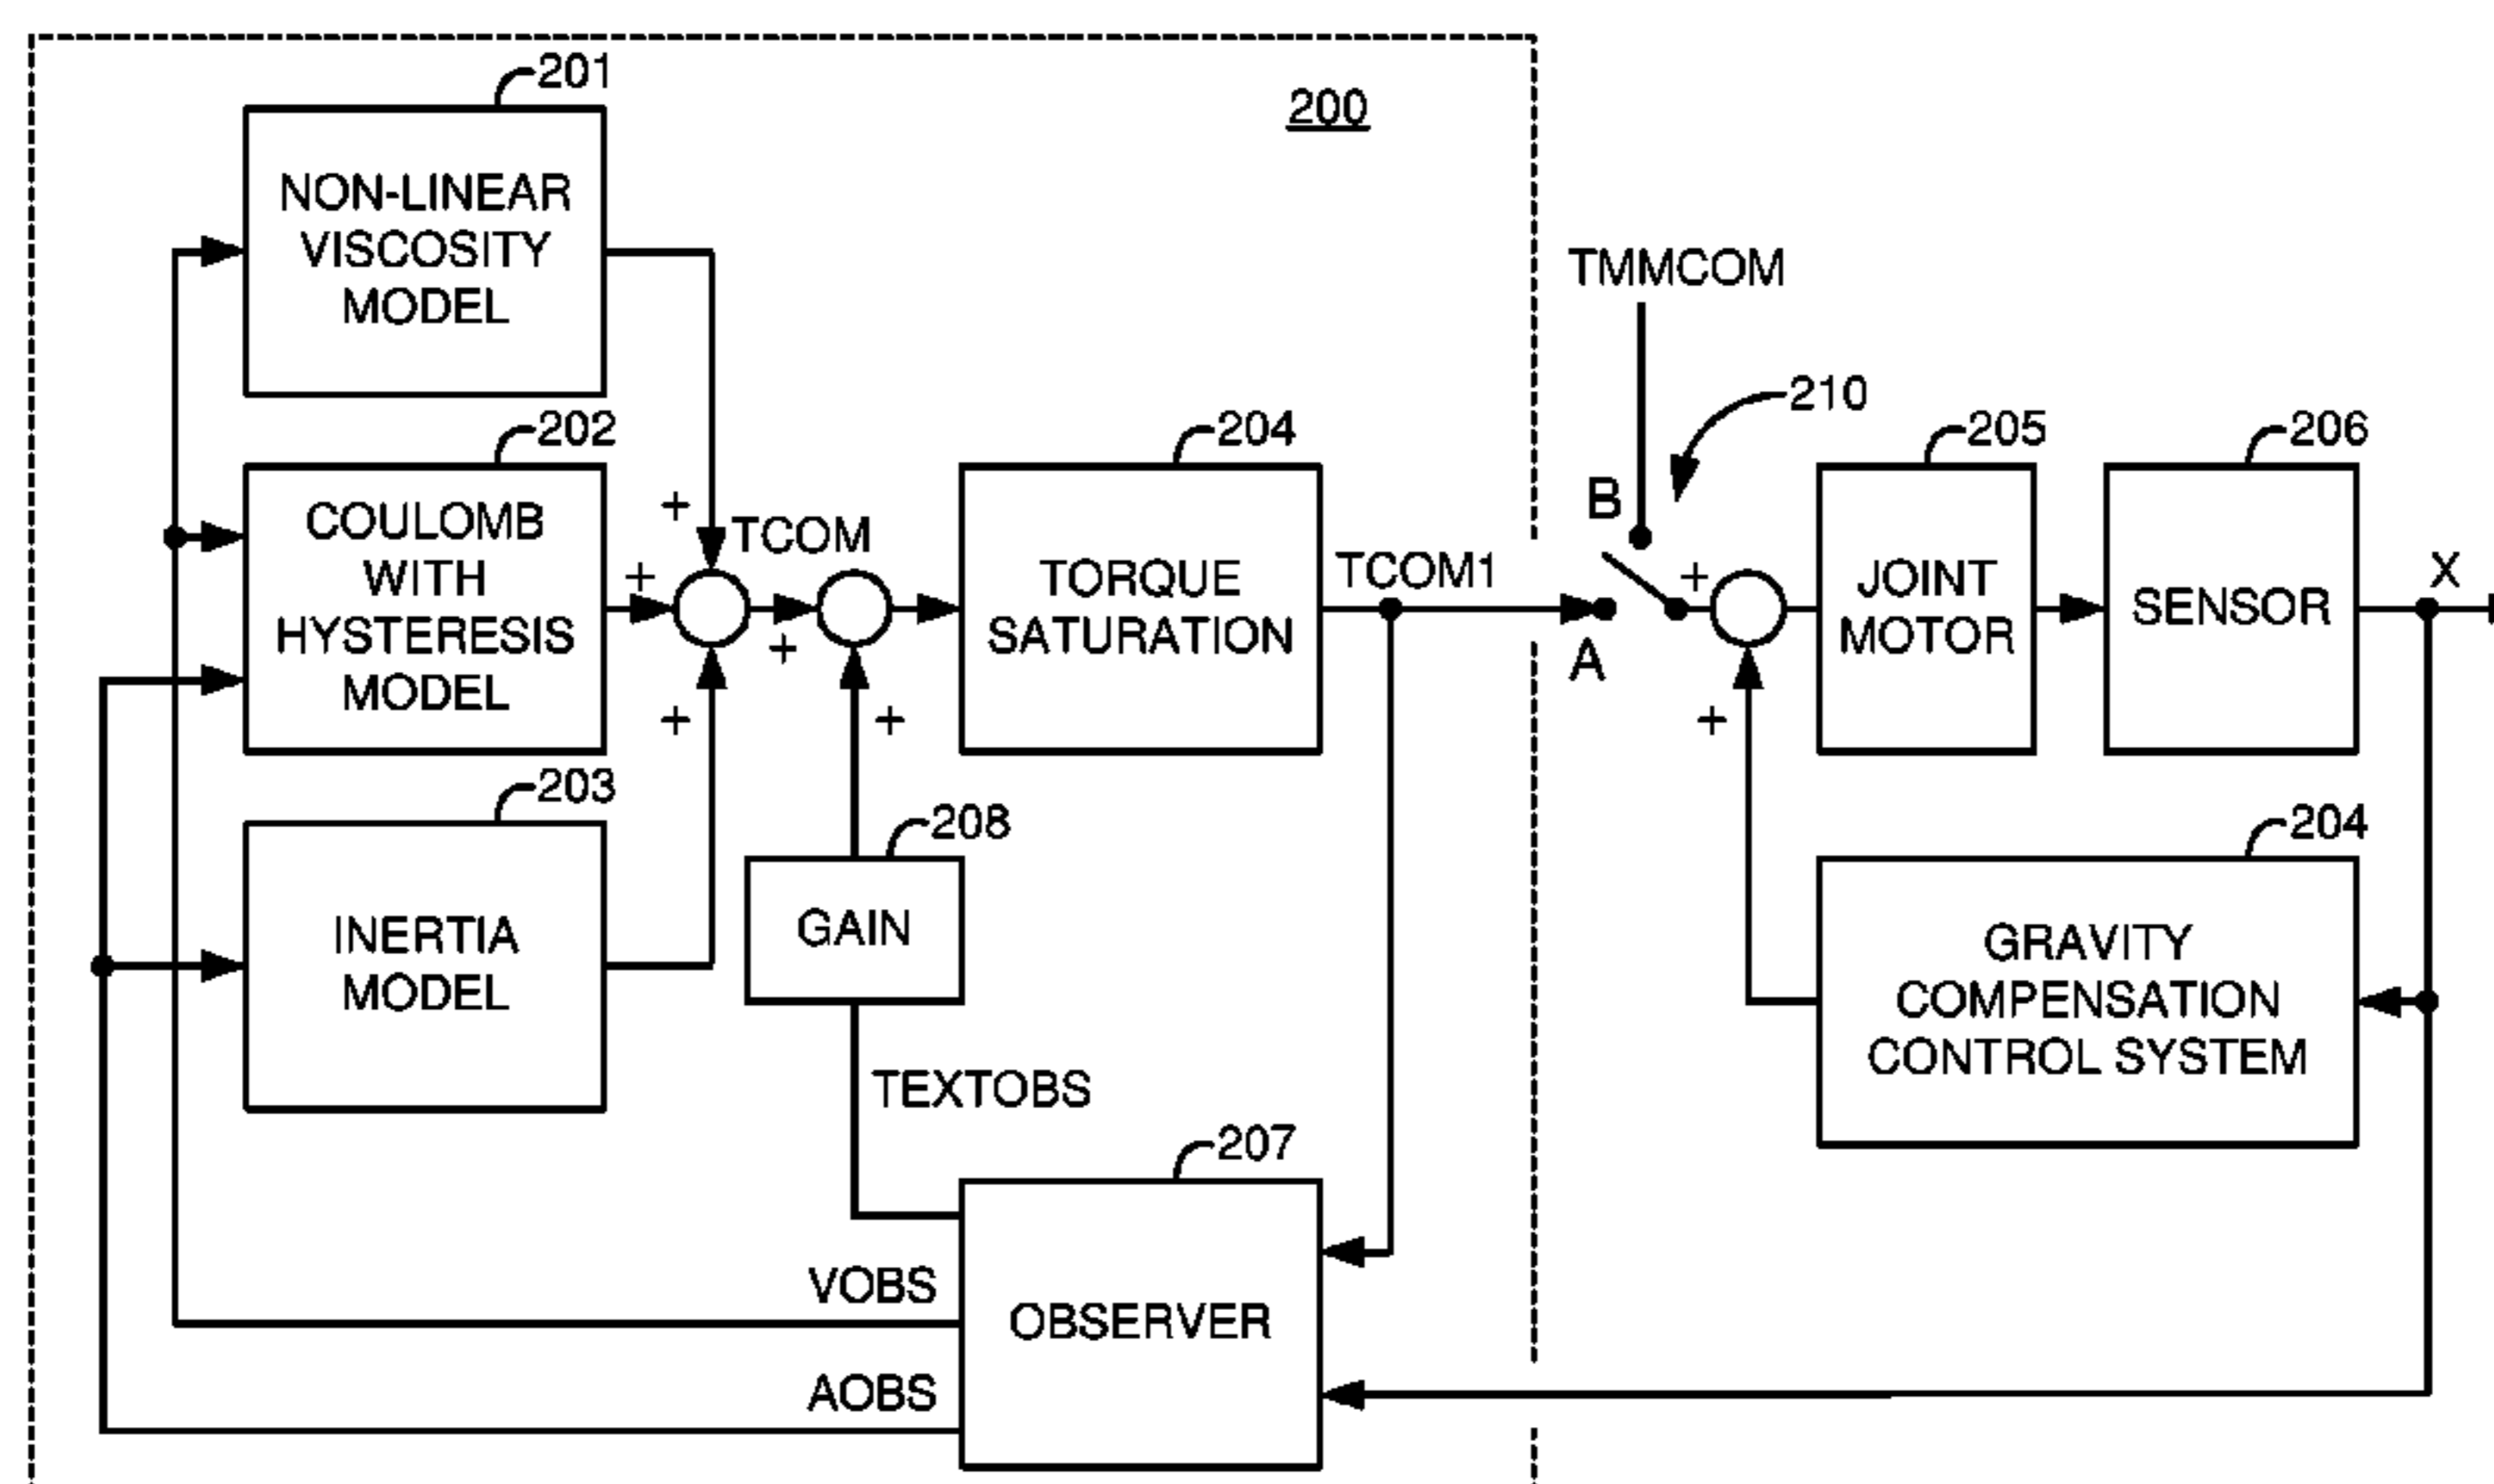 201
200
NON-LINEAR
VISCOSITY
MODEL
TMMCOM
210
202
204
205
206
B
COULOMB
WITH
HYSTERESIS
MODEL
+
TCOM
+
+
TORQUE
SATURATION
TCOM1
A
+
JOINT
MOTOR
SENSOR
X
+
+
+
203
208
204
INERTIA
MODEL
GAIN
GRAVITY
COMPENSATION
CONTROL SYSTEM
TEXTOBS
207
VOBS
OBSERVER
AOBS